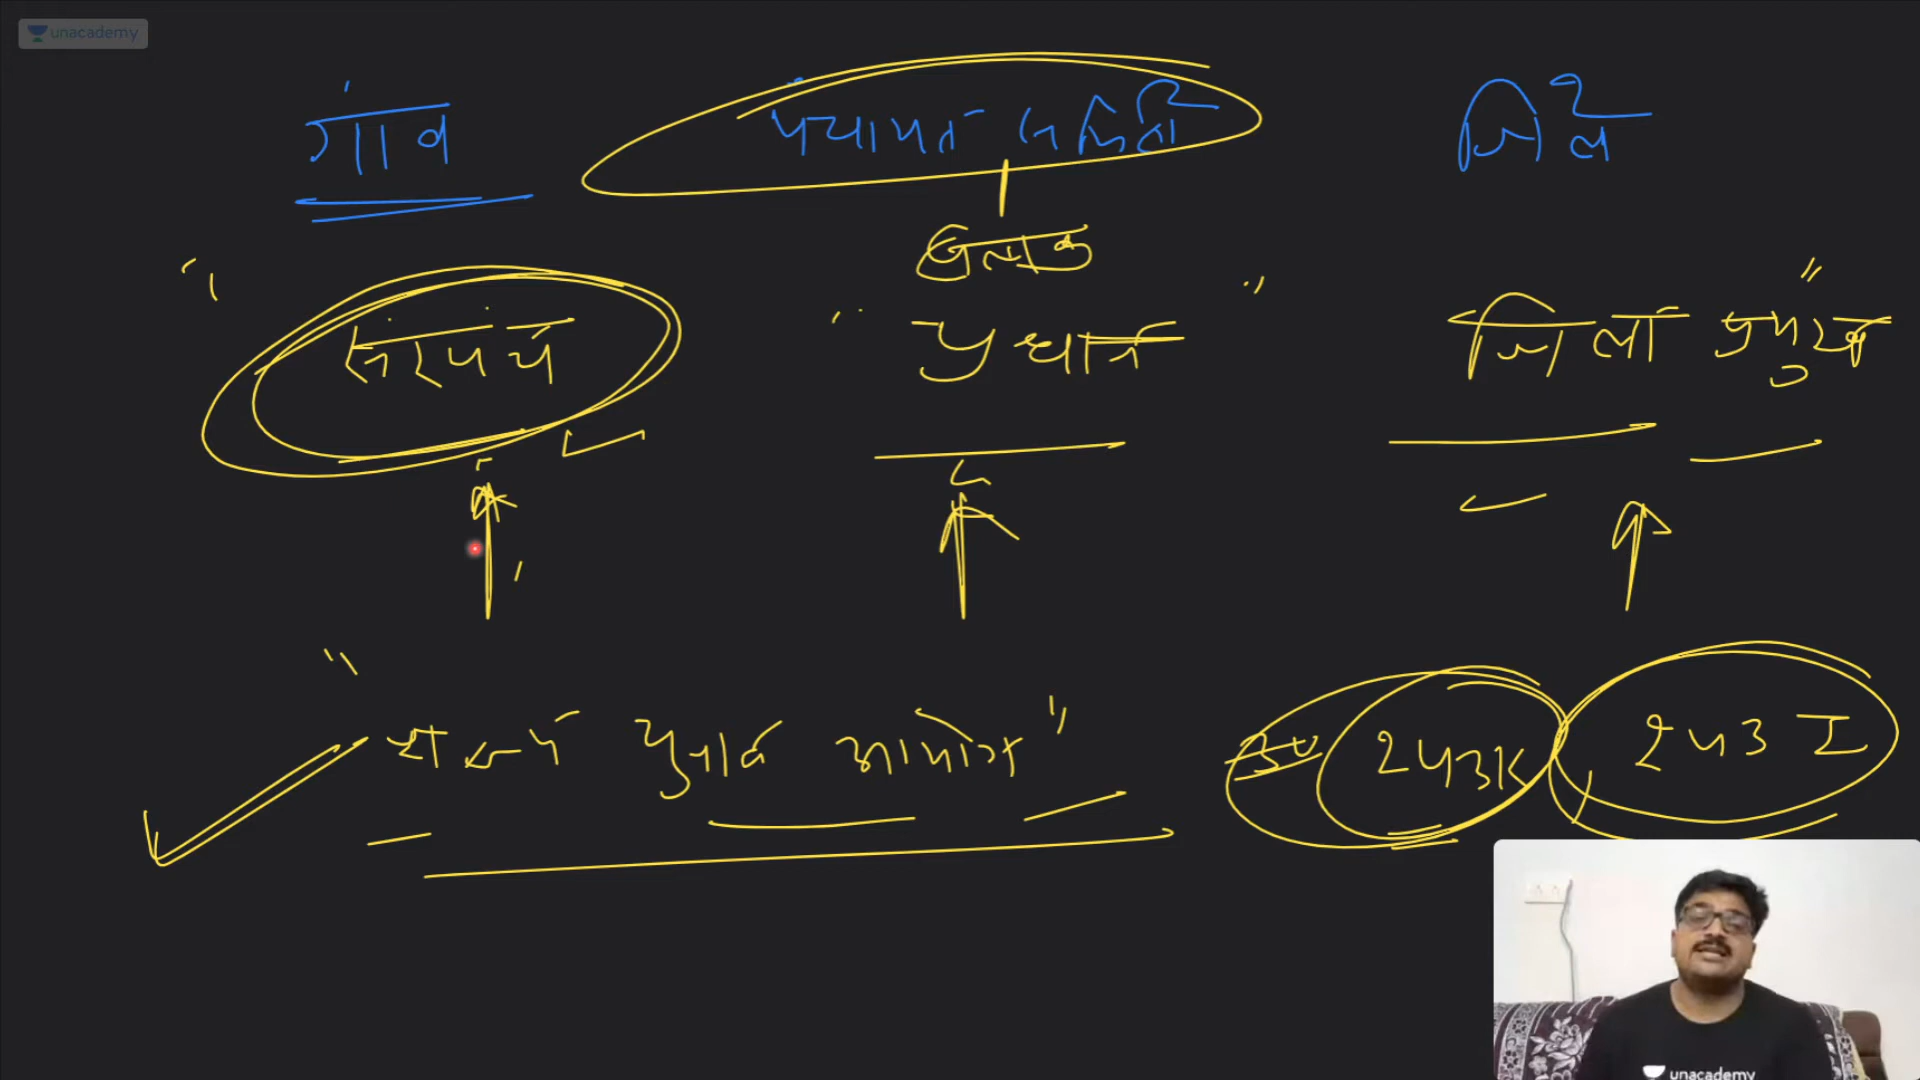 unacademy
गांव पंचायत समिति जिले
ब्लाक
" सरपंच " प्रधान " जिला प्रमुख "
" राज्य चुनाव आयोग " 243K 243 I
unacademy